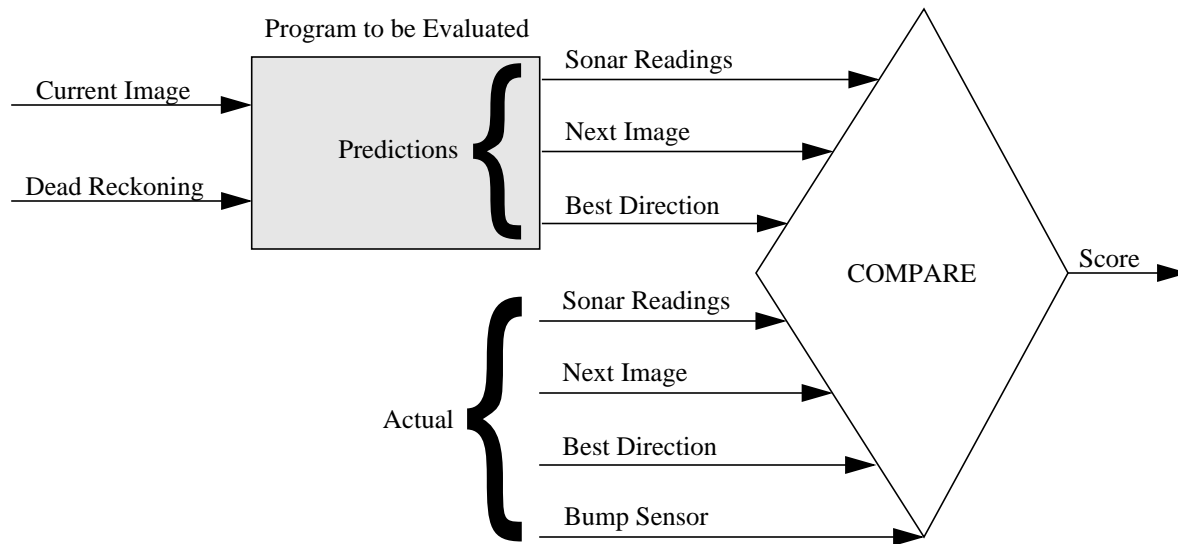 Program to be Evaluated
Current Image
Dead Reckoning
Predictions
Sonar Readings
Next Image
Best Direction
COMPARE
Score
Actual
Sonar Readings
Next Image
Best Direction
Bump Sensor